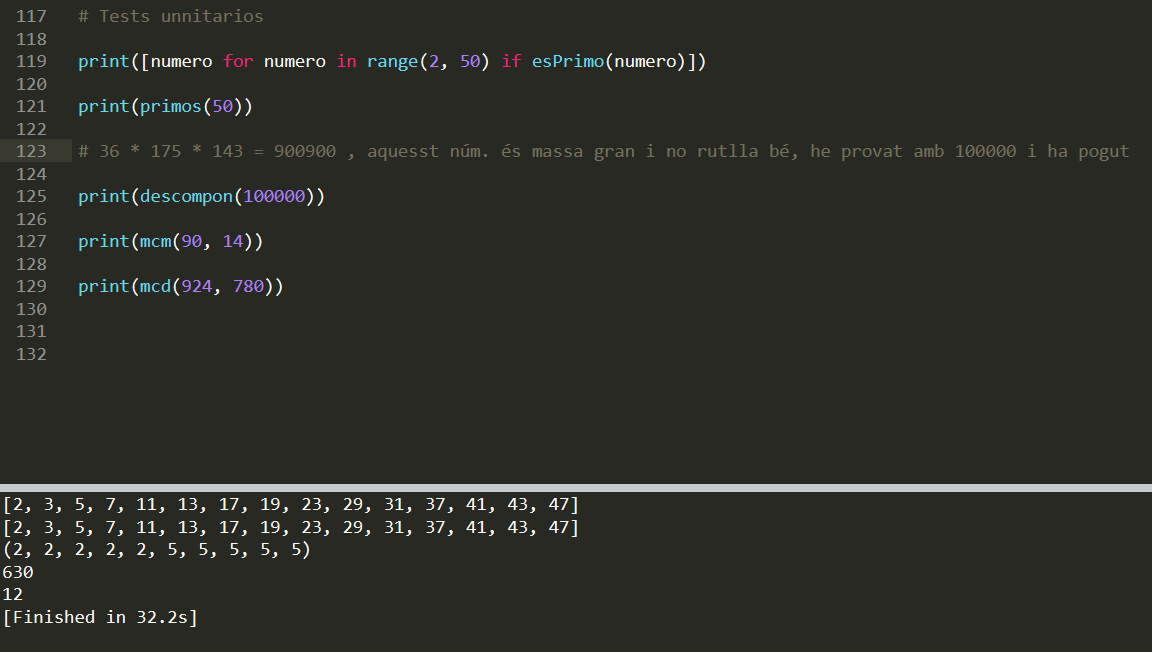 117 # Tests unnitarios
118
119 print([numero for numero in range(2, 50) if esPrimo(numero)])
120
121 print(primos(50))
122
123 # 36 * 175 * 143 = 900900 , aquesst núm. és massa gran i no rutlla bé, he provat amb 100000 i ha pogut
124
125 print(descompon(100000))
126
127 print(mcm(90, 14))
128
129 print(mcd(924, 780))
130
131
132
[2, 3, 5, 7, 11, 13, 17, 19, 23, 29, 31, 37, 41, 43, 47]
[2, 3, 5, 7, 11, 13, 17, 19, 23, 29, 31, 37, 41, 43, 47]
(2, 2, 2, 2, 2, 5, 5, 5, 5, 5)
630
12
[Finished in 32.2s]